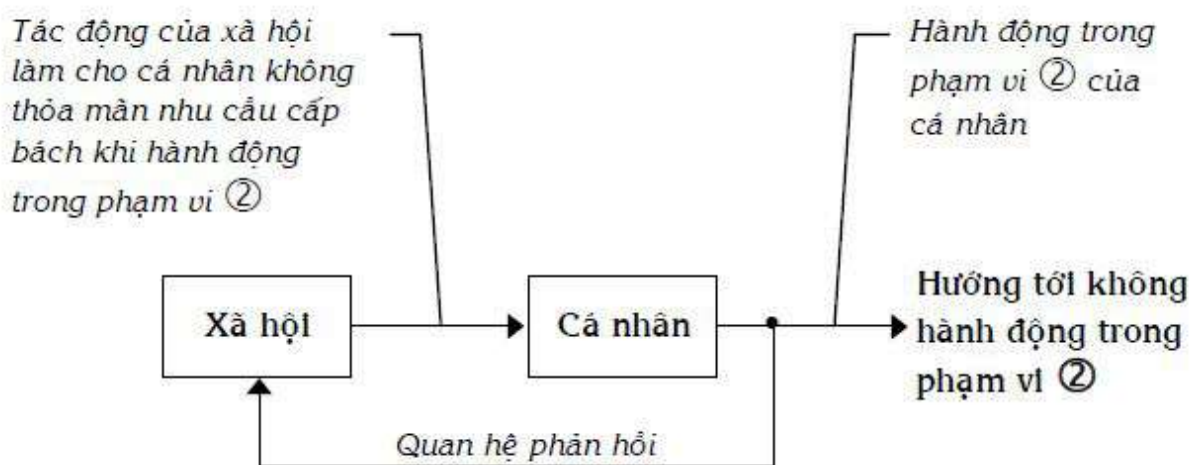 Tác động của xã hội
làm cho cá nhân không
thỏa mãn nhu cầu cấp
bách khi hành động
trong phạm vi ②
Hành động trong
phạm vi ② của
cá nhân
Xã hội
Cá nhân
Hướng tới không
hành động trong
phạm vi ②
Quan hệ phản hồi